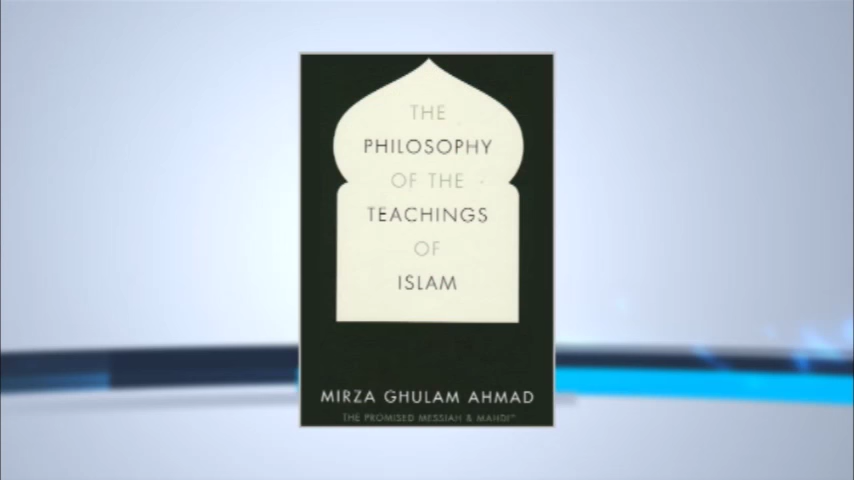 THE
PHILOSOPHY
OF THE
TEACHINGS
OF
ISLAM
MIRZA GHULAM AHMAD
THE PROMISED MESSIAH & MAHDI